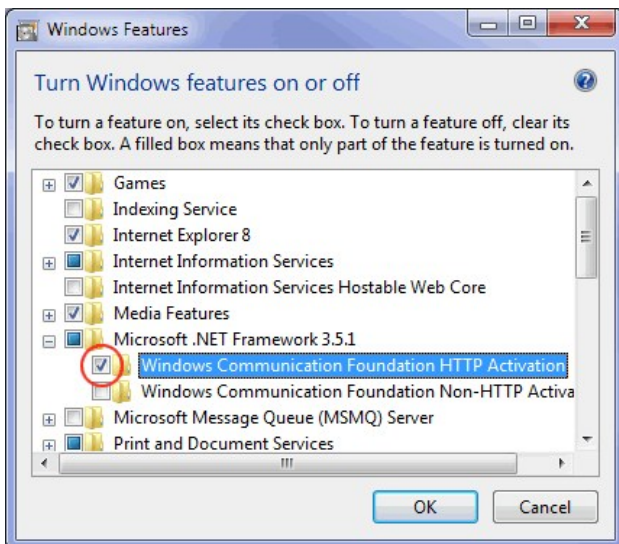 Windows Features
Turn Windows features on or off
To turn a feature on, select its check box. To turn a feature off, clear its
check box. A filled box means that only part of the feature is turned on.
Games
Indexing Service
Internet Explorer 8
Internet Information Services
Internet Information Services Hostable Web Core
Media Features
Microsoft .NET Framework 3.5.1
Windows Communication Foundation HTTP Activation
Windows Communication Foundation Non-HTTP Activa
Microsoft Message Queue (MSMQ) Server
Print and Document Services
OK Cancel